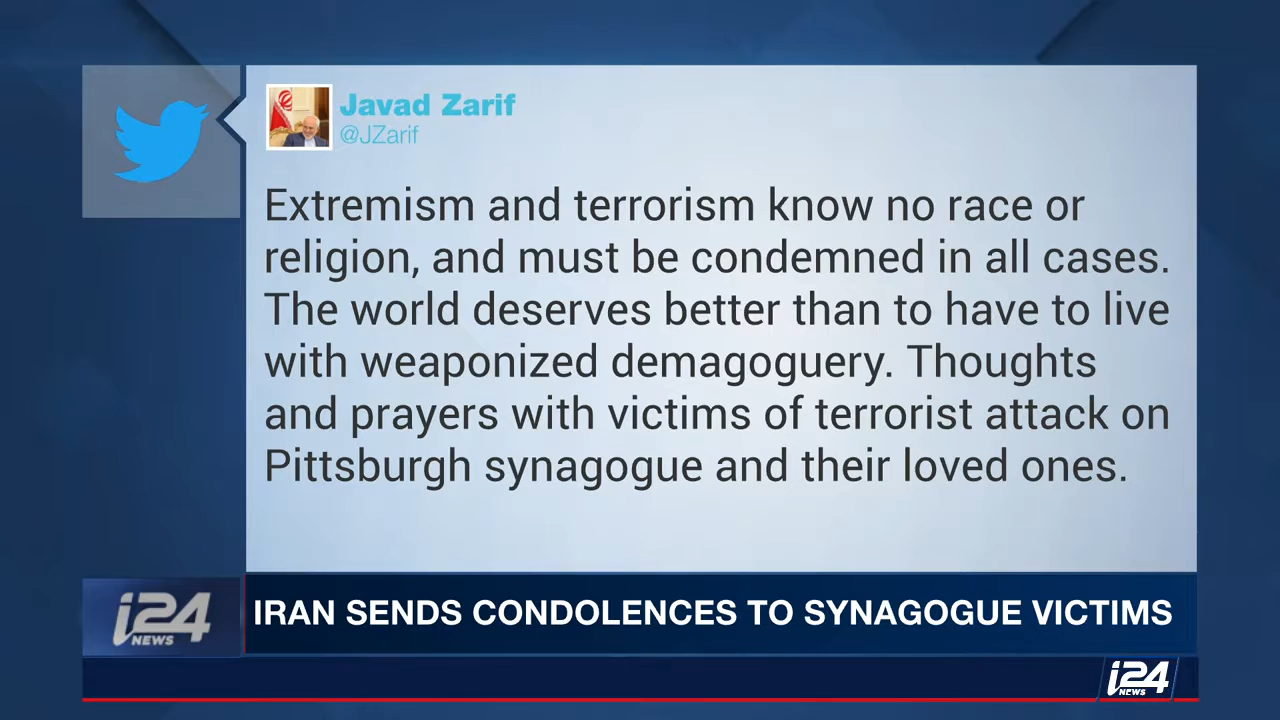 Javad Zarif
@JZarif
Extremism and terrorism know no race or
religion, and must be condemned in all cases.
The world deserves better than to have to live
with weaponized demagoguery. Thoughts
and prayers with victims of terrorist attack on
Pittsburgh synagogue and their loved ones.
i24
NEWS
IRAN SENDS CONDOLENCES TO SYNAGOGUE VICTIMS
i24
NEWS